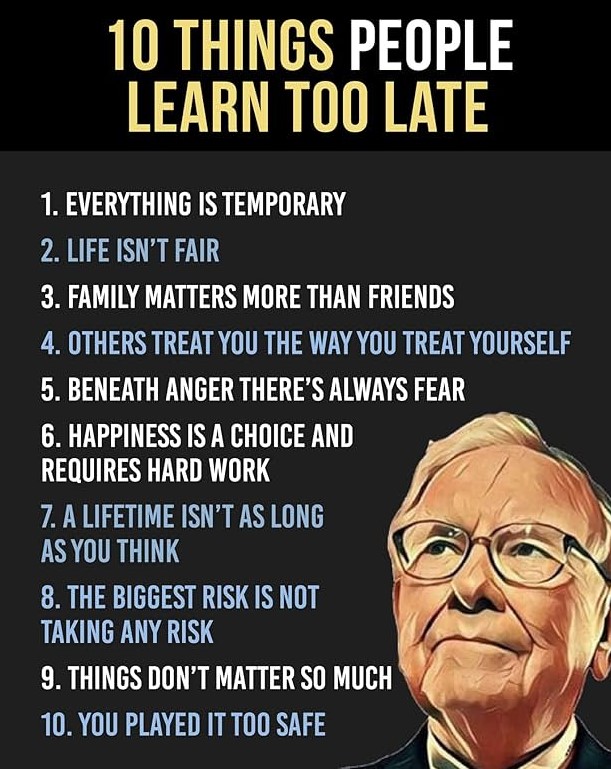 10 THINGS PEOPLE
LEARN TOO LATE
1. EVERYTHING IS TEMPORARY
2. LIFE ISN'T FAIR
3. FAMILY MATTERS MORE THAN FRIENDS
4. OTHERS TREAT YOU THE WAY YOU TREAT YOURSELF
5. BENEATH ANGER THERE'S ALWAYS FEAR
6. HAPPINESS IS A CHOICE AND
REQUIRES HARD WORK
7. A LIFETIME ISN'T AS LONG
AS YOU THINK
8. THE BIGGEST RISK IS NOT
TAKING ANY RISK
9. THINGS DON'T MATTER SO MUCH
10. YOU PLAYED IT TOO SAFE